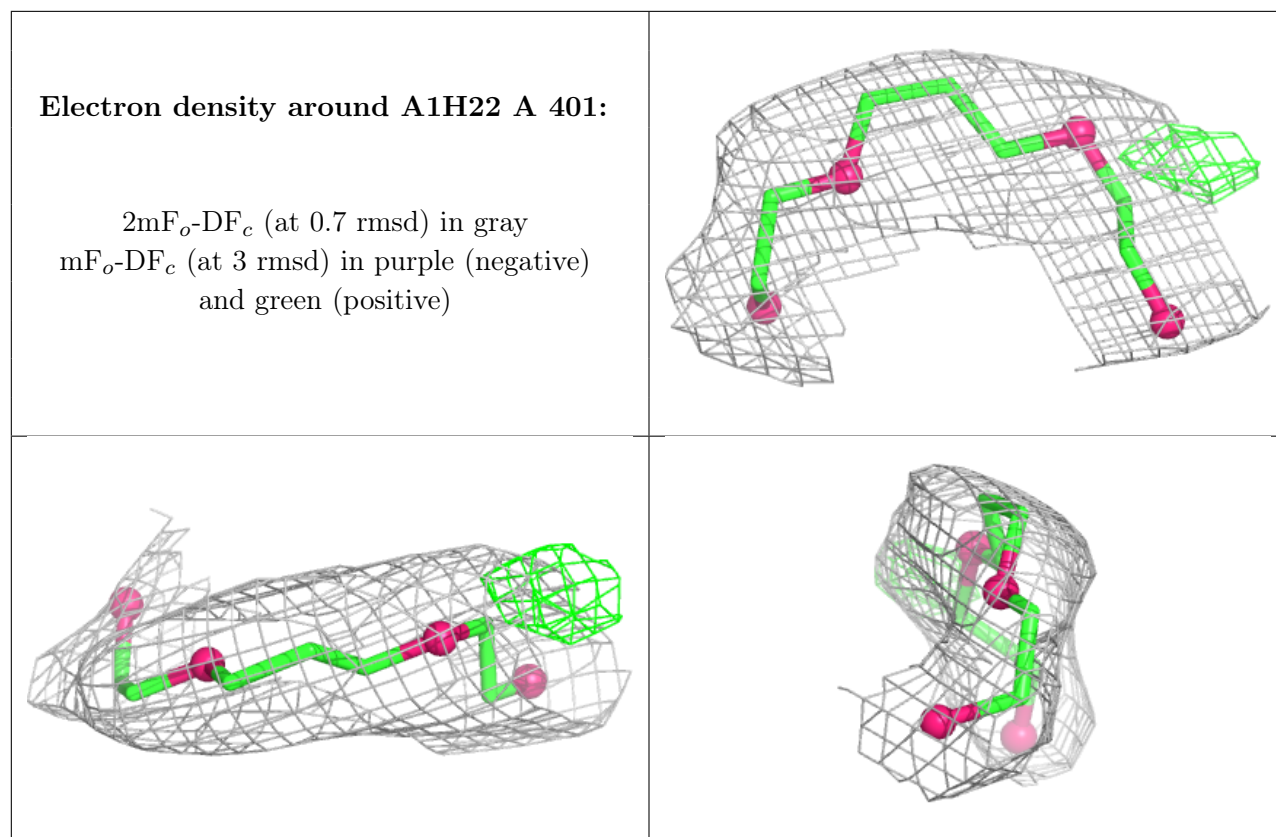 Electron density around A1H22 A 401:
2mFo-DFc (at 0.7 rmsd) in gray
mFo-DFc (at 3 rmsd) in purple (negative)
and green (positive)